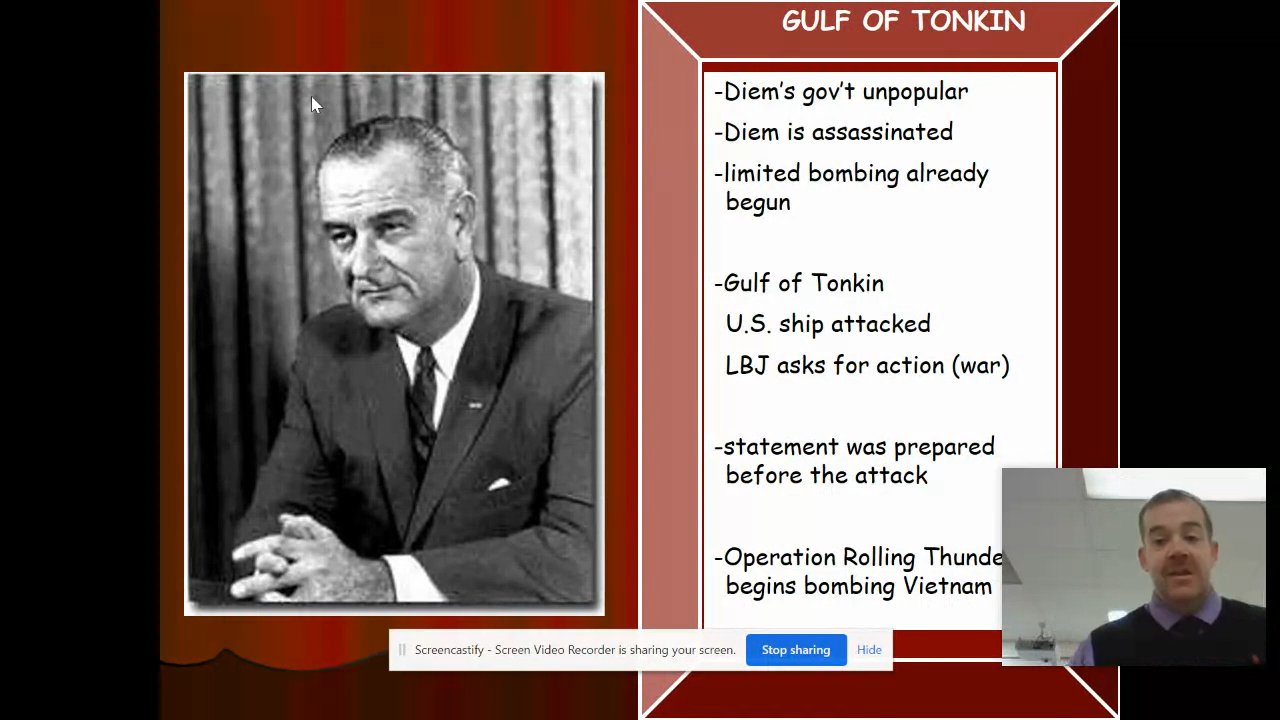 GULF OF TONKIN
-Diem's gov't unpopular
-Diem is assassinated
-limited bombing already
begun
-Gulf of Tonkin
U.S. ship attacked
LBJ asks for action (war)
-statement was prepared
before the attack
-Operation Rolling Thunde
begins bombing Vietnam
Screencastify - Screen Video Recorder is sharing your screen.
Stop sharing
Hide